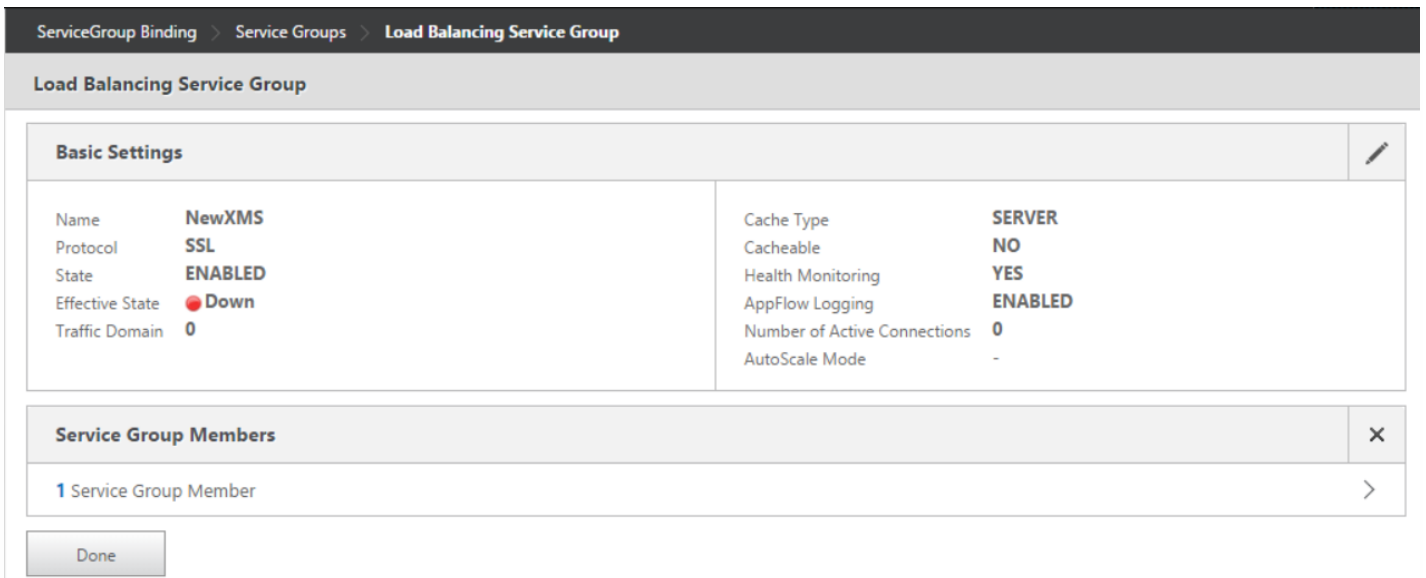 ServiceGroup Binding > Service Groups > Load Balancing Service Group
Load Balancing Service Group
Basic Settings
Name NewXMS
Protocol SSL
State ENABLED
Effective State Down
Traffic Domain 0
Cache Type SERVER
Cacheable NO
Health Monitoring YES
AppFlow Logging ENABLED
Number of Active Connections 0
AutoScale Mode -
Service Group Members
1 Service Group Member
Done